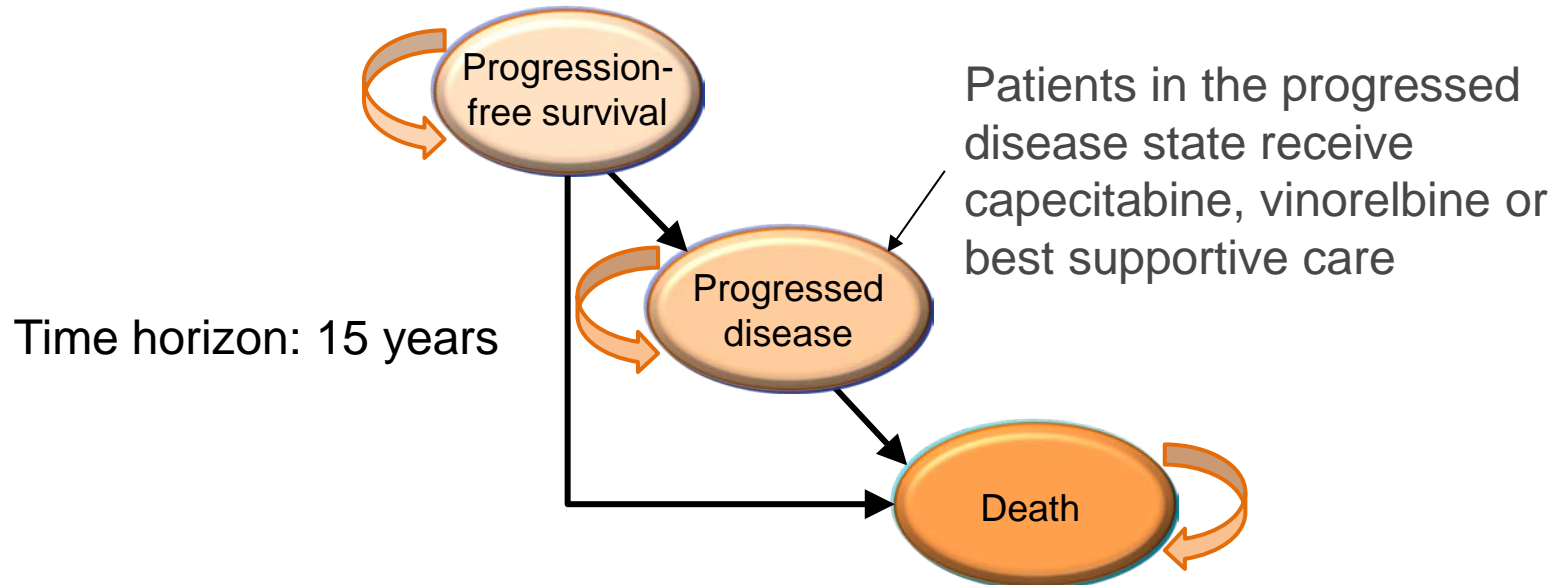 Progression-
free survival
Patients in the progressed
disease state receive
capecitabine, vinorelbine or
best supportive care
Progressed
disease
Time horizon: 15 years
Death